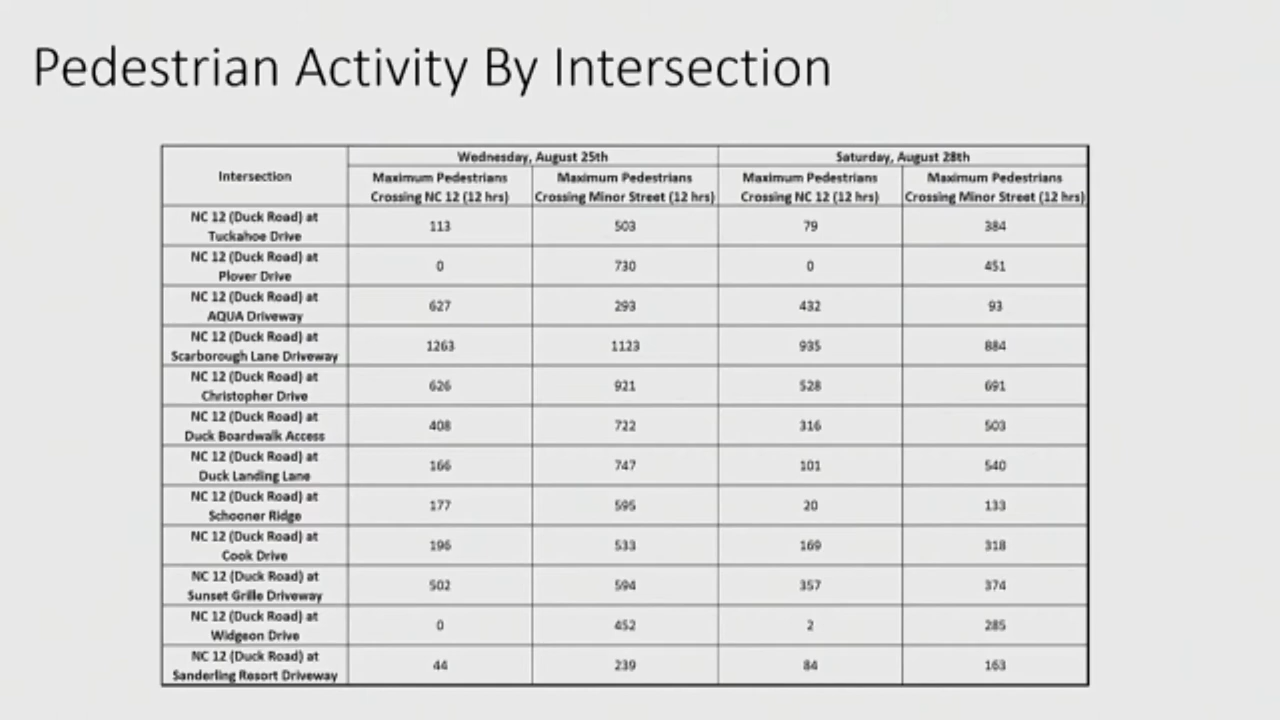 Pedestrian Activity By Intersection
Intersection
Wednesday, August 25th
Saturday, August 28th
Maximum Pedestrians
Crossing NC 12 (12 hrs)
Maximum Pedestrians
Crossing Minor Street (12 hrs)
Maximum Pedestrians
Crossing NC 12 (12 hrs)
Maximum Pedestrians
Crossing Minor Street (12 hrs)
NC 12 (Duck Road) at
Tuckahoe Drive
113 503 79 384
NC 12 (Duck Road) at
Plover Drive
0 730 0 451
NC 12 (Duck Road) at
AQUA Driveway
627 293 432 93
NC 12 (Duck Road) at
Scarborough Lane Driveway
1263 1123 935 884
NC 12 (Duck Road) at
Christopher Drive
626 921 528 691
NC 12 (Duck Road) at
Duck Boardwalk Access
408 722 316 503
NC 12 (Duck Road) at
Duck Landing Lane
166 747 101 540
NC 12 (Duck Road) at
Schooner Ridge
177 595 20 133
NC 12 (Duck Road) at
Cook Drive
196 533 169 318
NC 12 (Duck Road) at
Sunset Grille Driveway
502 594 357 374
NC 12 (Duck Road) at
Widgeon Drive
0 452 2 285
NC 12 (Duck Road) at
Sanderling Resort Driveway
44 239 84 163